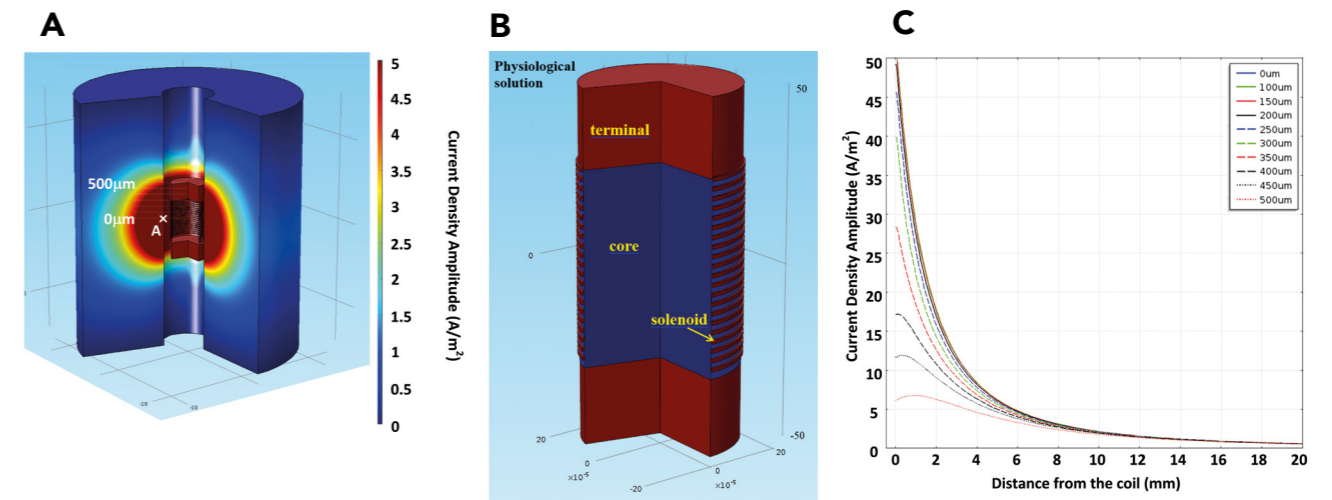 A
500μm
0μm
A
-10
-10
5
4.5
4
3.5
3
2.5
2
1.5
1
0.5
0
Current Density Amplitude (A/m²)
B
Physiological
solution
terminal
core
solenoid
50
0
-50
20
0
×10⁻⁵
-20
20
0
×10⁻⁵
C
50
45
40
35
30
25
20
15
10
5
0
Current Density Amplitude (A/m²)
0um
100um
150um
200um
250um
300um
350um
400um
450um
500um
0 2 4 6 8 10 12 14 16 18 20
Distance from the coil (mm)